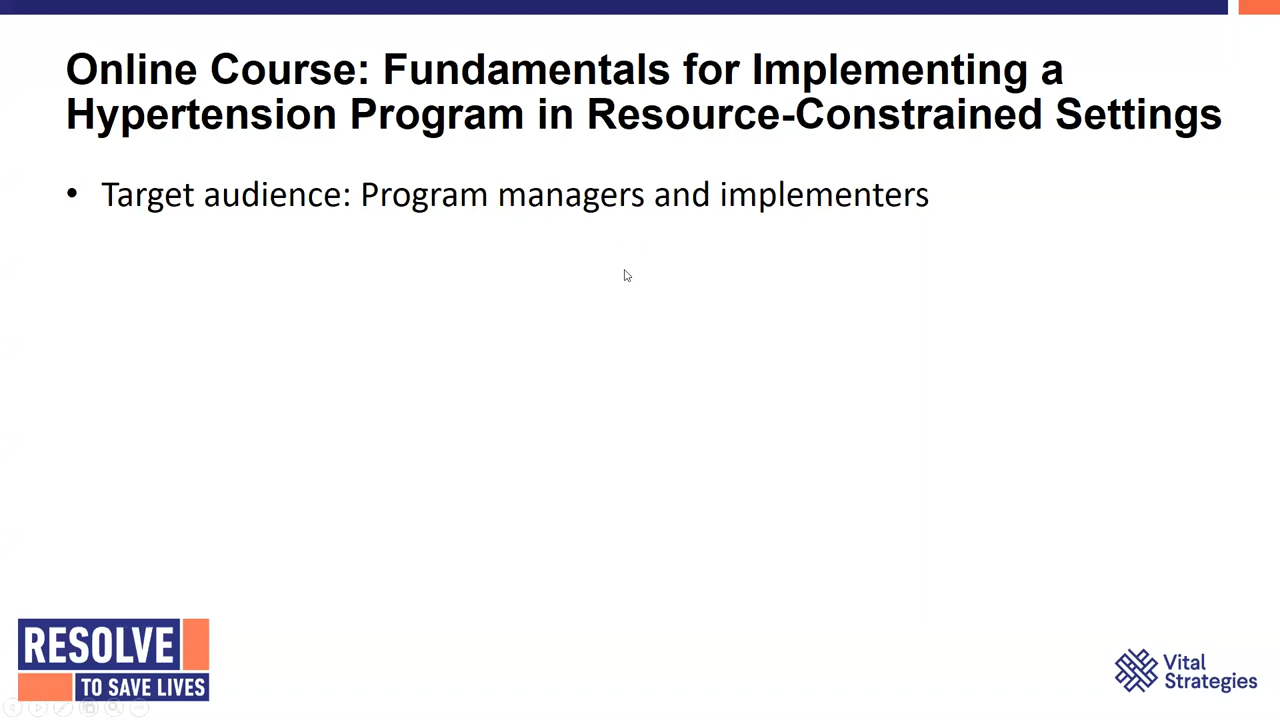 Online Course: Fundamentals for Implementing a
Hypertension Program in Resource-Constrained Settings
• Target audience: Program managers and implementers
RESOLVE
TO SAVE LIVES
Vital
Strategies